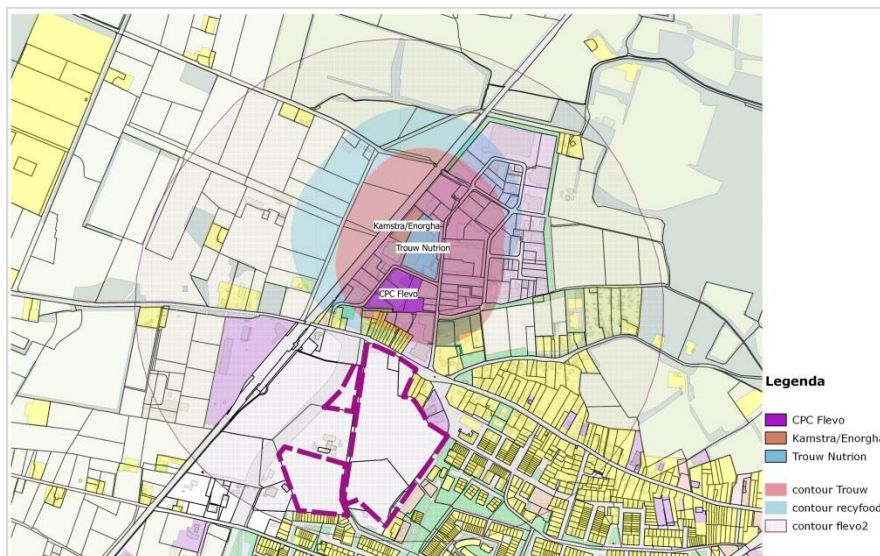 Kamstra/Enorgha
Trouw Nutrion
CPC Flevo
Legenda
CPC Flevo
Kamstra/Enorgha
Trouw Nutrion
contour Trouw
contour recyfood
contour flevo2